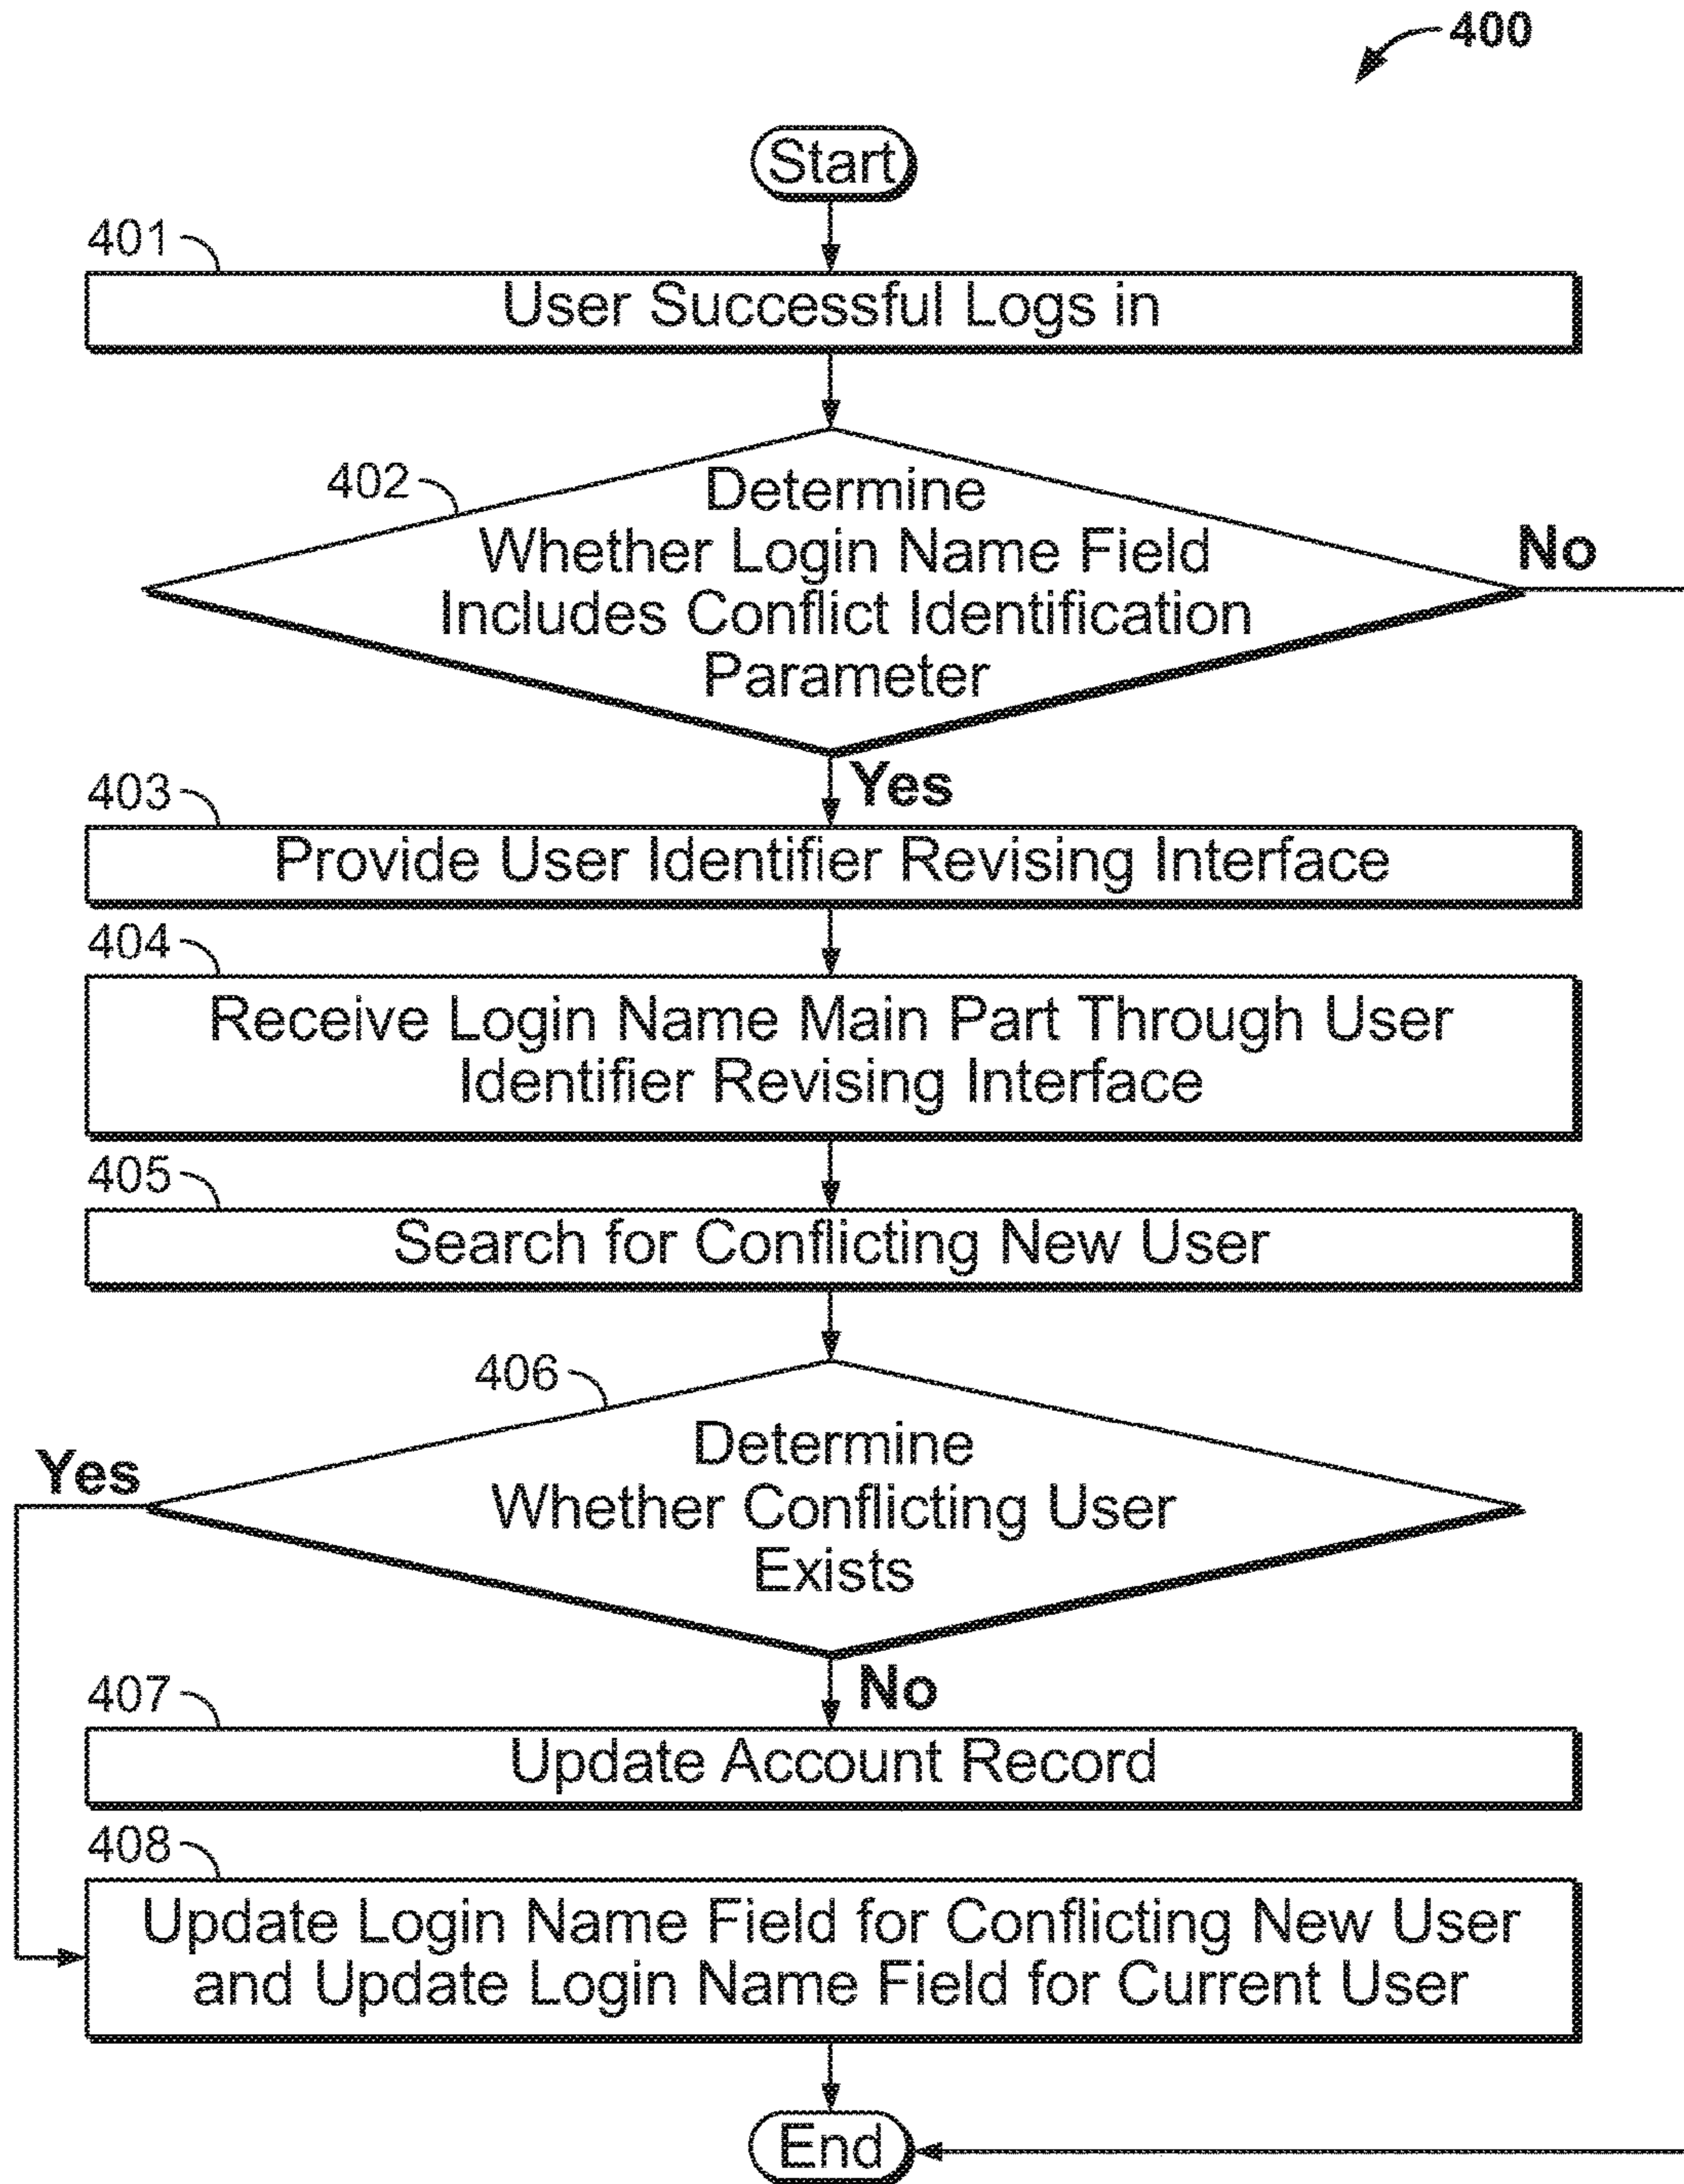 400
Start
401
User Successful Logs in
402
Determine
Whether Login Name Field
Includes Conflict Identification
Parameter
No
Yes
403
Provide User Identifier Revising Interface
404
Receive Login Name Main Part Through User
Identifier Revising Interface
405
Search for Conflicting New User
406
Determine
Whether Conflicting User
Exists
Yes
No
407
Update Account Record
408
Update Login Name Field for Conflicting New User
and Update Login Name Field for Current User
End